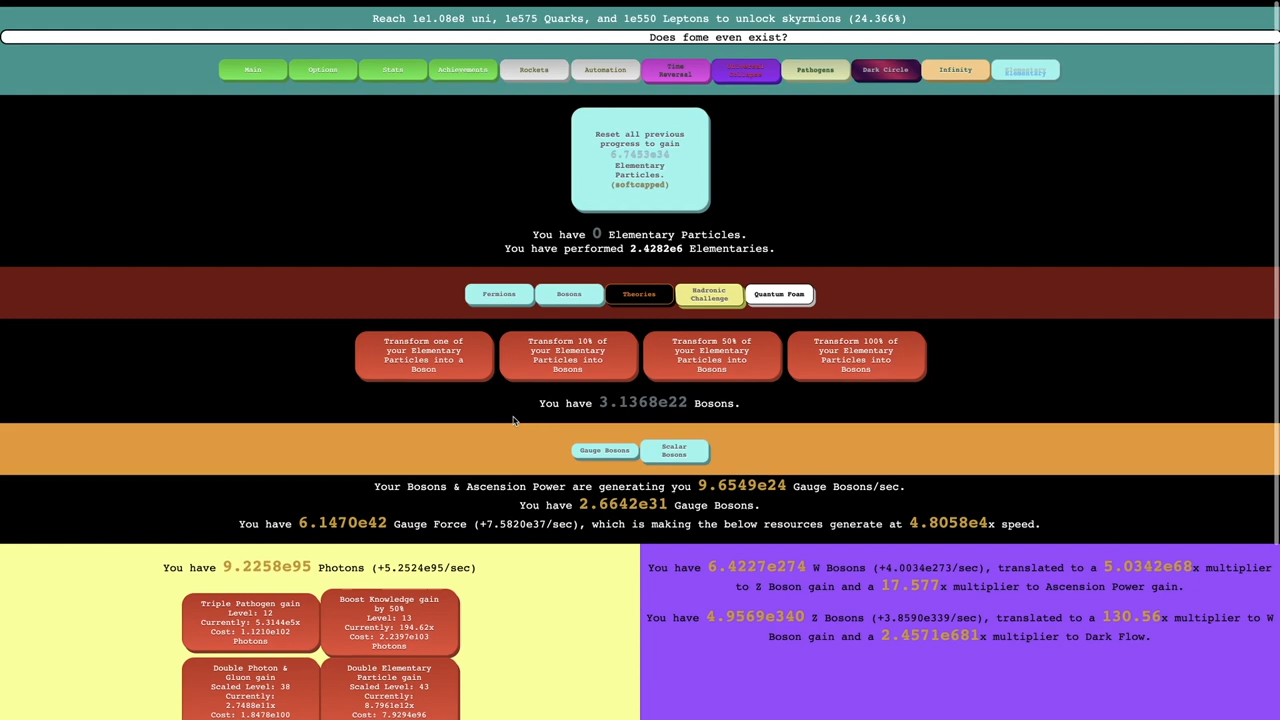 Reach 1e1.08e8 uni, 1e575 Quarks, and 1e550 Leptons to unlock skyrmions (24.366%)
Does fome even exist?
Main
Options
Stats
Achievements
Rockets
Automation
Time
Reversal
Pathogens
Dark Circle
Infinity
Elementary
Reset all previous
progress to gain
6.7453e34
Elementary
Particles.
(softcapped)
You have 0 Elementary Particles.
You have performed 2.4282e6 Elementaries.
Fermions
Bosons
Theories
Hadronic
Challenge
Quantum Foam
Transform one of
your Elementary
Particles into a
Boson
Transform 10% of
your Elementary
Particles into
Bosons
Transform 50% of
your Elementary
Particles into
Bosons
Transform 100% of
your Elementary
Particles into
Bosons
You have 3.1368e22 Bosons.
Gauge Bosons
Scalar
Bosons
Your Bosons & Ascension Power are generating you 9.6549e24 Gauge Bosons/sec.
You have 2.6642e31 Gauge Bosons.
You have 6.1470e42 Gauge Force (+7.5820e37/sec), which is making the below resources generate at 4.8058e4x speed.
You have 9.2258e95 Photons (+5.2524e95/sec)
Triple Pathogen gain
Level: 12
Currently: 5.3144e5x
Cost: 1.1210e102
Photons
Boost Knowledge gain
by 50%
Level: 13
Currently: 194.62x
Cost: 2.2397e103
Photons
Double Photon &
Gluon gain
Scaled Level: 38
Currently:
2.7488e11x
Cost: 1.8478e100
Double Elementary
Particle gain
Scaled Level: 43
Currently:
8.7961e12x
Cost: 7.9294e96
You have 6.4227e274 W Bosons (+4.0034e273/sec), translated to a 5.0342e68x multiplier
to Z Boson gain and a 17.577x multiplier to Ascension Power gain.
You have 4.9569e340 Z Bosons (+3.8590e339/sec), translated to a 130.56x multiplier to W
Boson gain and a 2.4571e681x multiplier to Dark Flow.